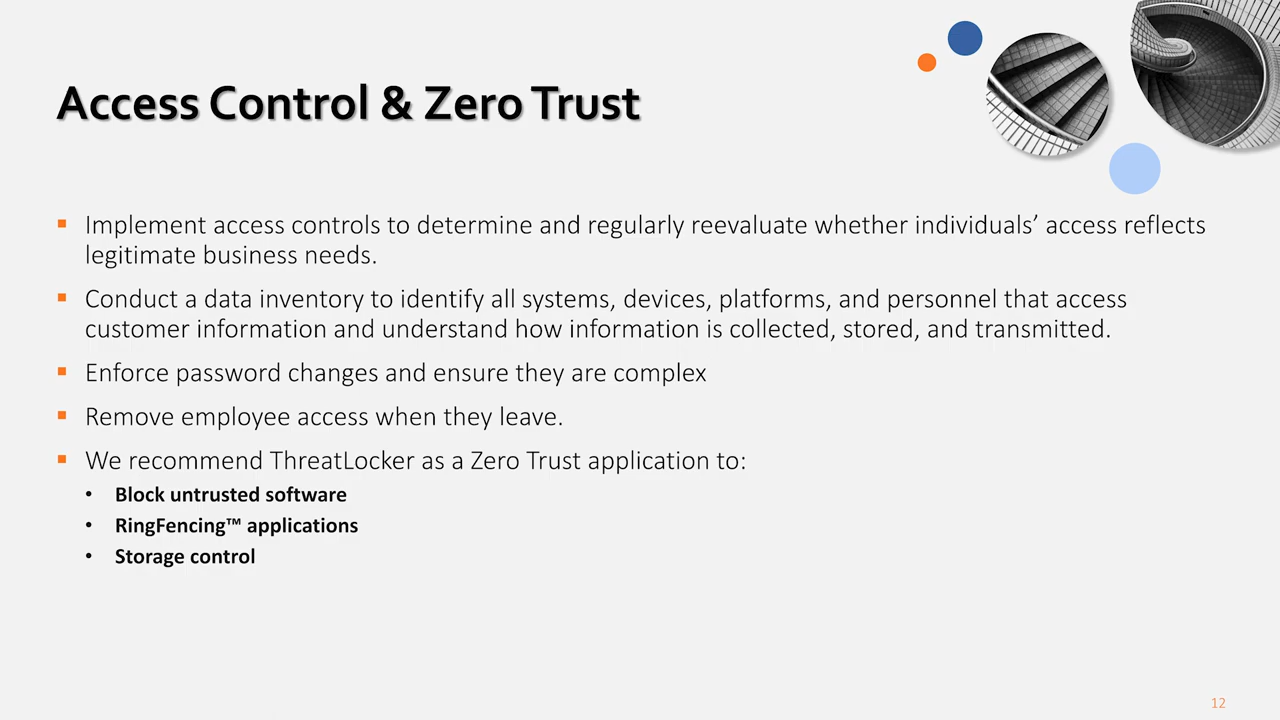 Access Control & Zero Trust
▪ Implement access controls to determine and regularly reevaluate whether individuals’ access reflects
legitimate business needs.
▪ Conduct a data inventory to identify all systems, devices, platforms, and personnel that access
customer information and understand how information is collected, stored, and transmitted.
▪ Enforce password changes and ensure they are complex
▪ Remove employee access when they leave.
▪ We recommend ThreatLocker as a Zero Trust application to:
• Block untrusted software
• RingFencing™ applications
• Storage control
12